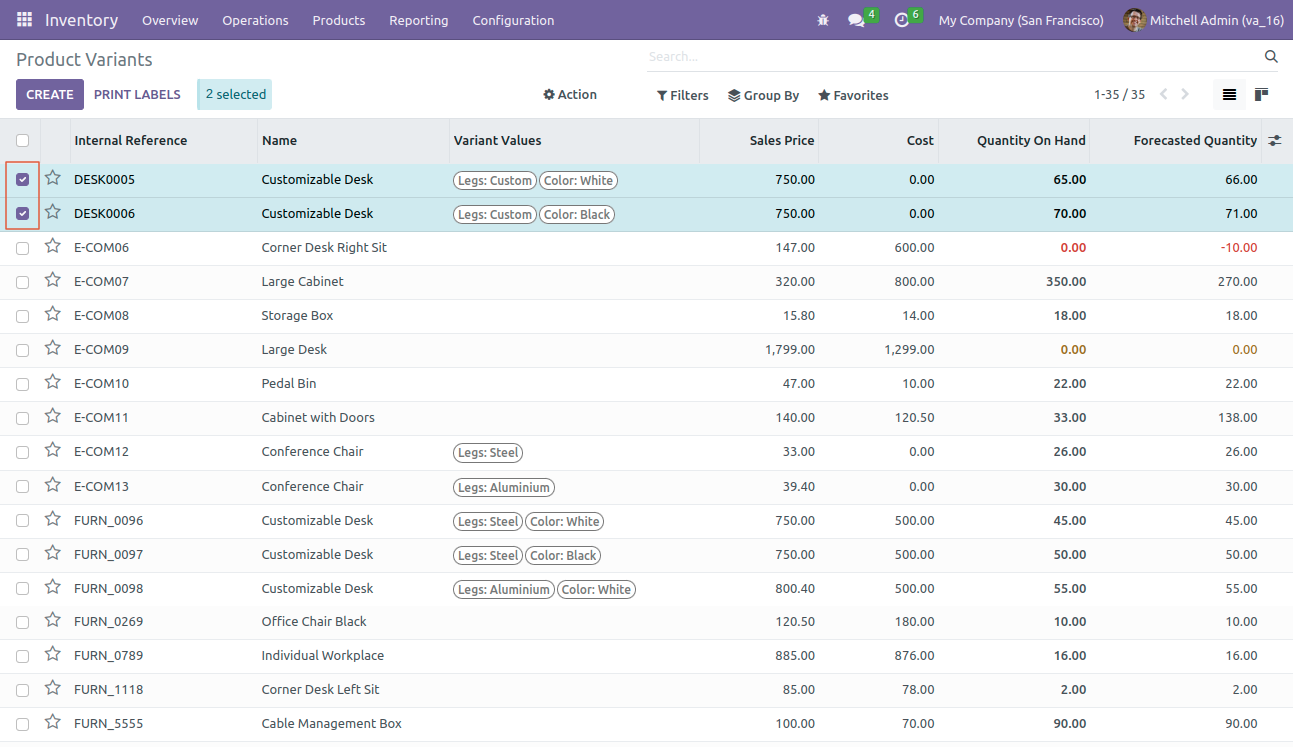 Inventory Overview Operations Products Reporting Configuration 4 6 My Company (San Francisco) Mitchell Admin (va_16)
Product Variants Search...
CREATE PRINT LABELS 2 selected Action Filters Group By Favorites 1-35 / 35
Internal Reference Name Variant Values Sales Price Cost Quantity On Hand Forecasted Quantity
DESK0005 Customizable Desk Legs: Custom Color: White 750.00 0.00 65.00 66.00
DESK0006 Customizable Desk Legs: Custom Color: Black 750.00 0.00 70.00 71.00
E-COM06 Corner Desk Right Sit 147.00 600.00 0.00 -10.00
E-COM07 Large Cabinet 320.00 800.00 350.00 270.00
E-COM08 Storage Box 15.80 14.00 18.00 18.00
E-COM09 Large Desk 1,799.00 1,299.00 0.00 0.00
E-COM10 Pedal Bin 47.00 10.00 22.00 22.00
E-COM11 Cabinet with Doors 140.00 120.50 33.00 138.00
E-COM12 Conference Chair Legs: Steel 33.00 0.00 26.00 26.00
E-COM13 Conference Chair Legs: Aluminium 39.40 0.00 30.00 30.00
FURN_0096 Customizable Desk Legs: Steel Color: White 750.00 500.00 45.00 45.00
FURN_0097 Customizable Desk Legs: Steel Color: Black 750.00 500.00 50.00 50.00
FURN_0098 Customizable Desk Legs: Aluminium Color: White 800.40 500.00 55.00 55.00
FURN_0269 Office Chair Black 120.50 180.00 10.00 10.00
FURN_0789 Individual Workplace 885.00 876.00 16.00 16.00
FURN_1118 Corner Desk Left Sit 85.00 78.00 2.00 2.00
FURN_5555 Cable Management Box 100.00 70.00 90.00 90.00